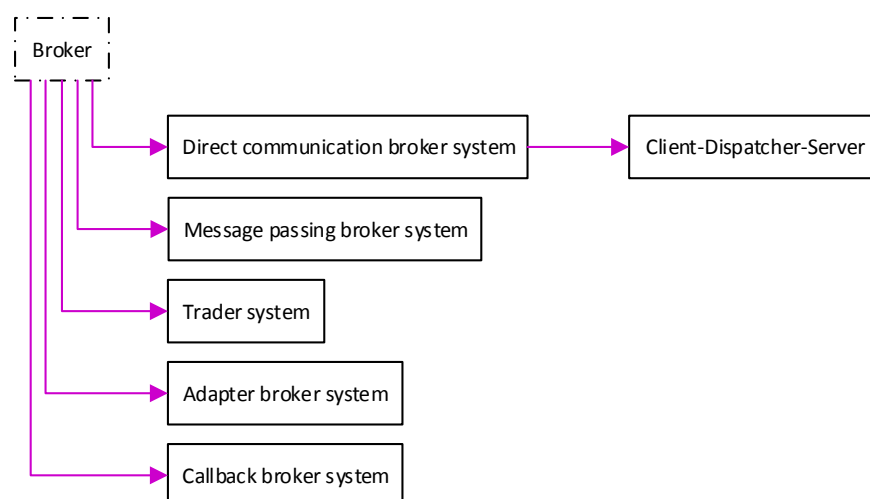 Broker
Direct communication broker system
Client-Dispatcher-Server
Message passing broker system
Trader system
Adapter broker system
Callback broker system